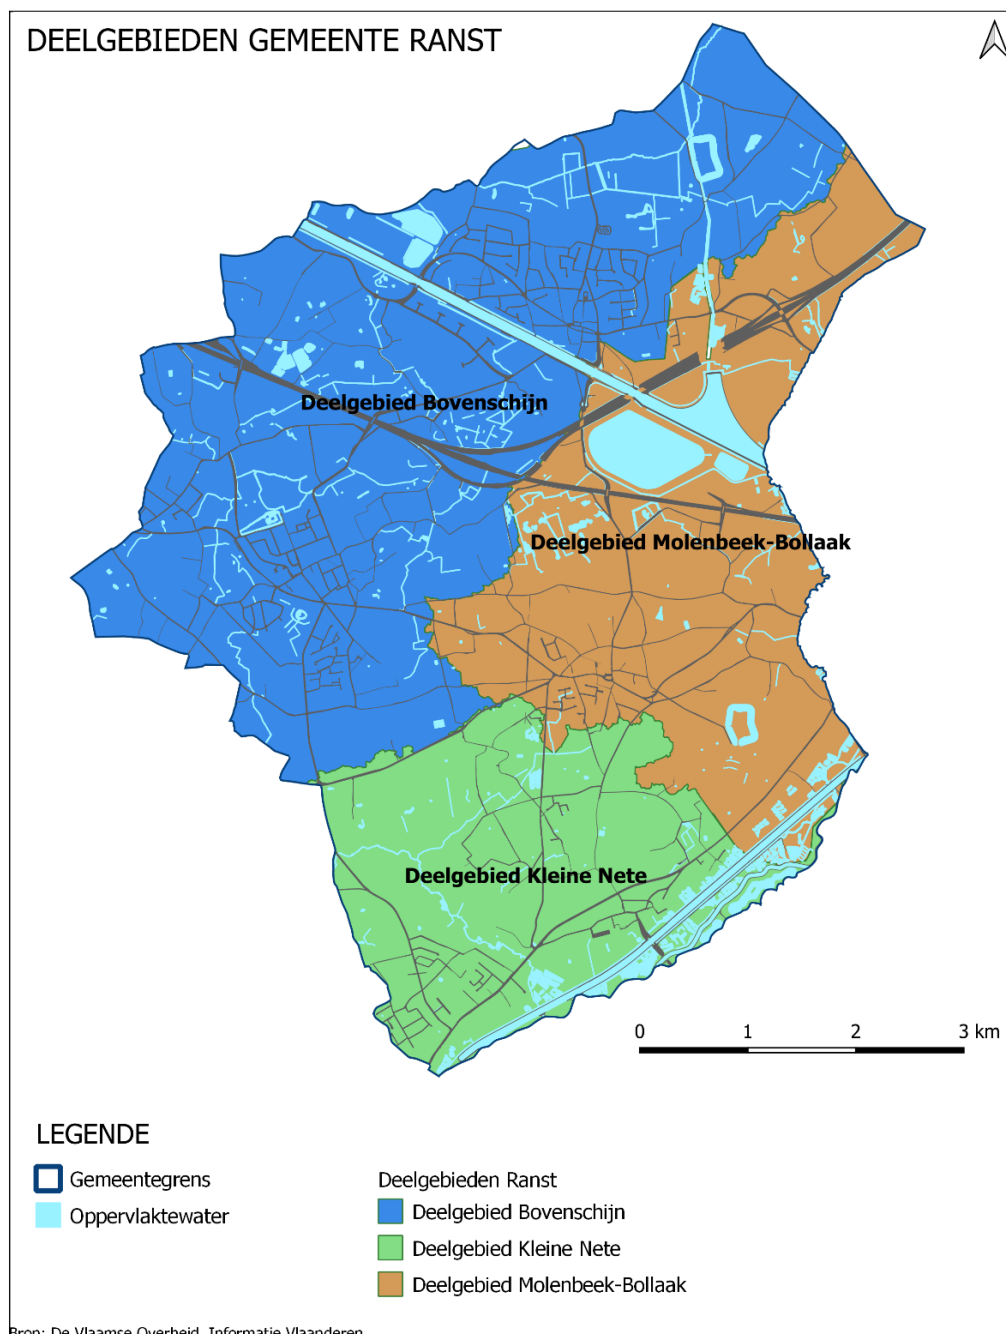 DEELGEBIEDEN GEMEENTE RANST
Deelgebied Bovenschijn
Deelgebied Molenbeek-Bollaak
Deelgebied Kleine Nete
0 1 2 3 km
LEGENDE
Gemeentegrens
Oppervlaktewater
Deelgebieden Ranst
Deelgebied Bovenschijn
Deelgebied Kleine Nete
Deelgebied Molenbeek-Bollaak
Bron: De Vlaamse Overheid, Informatie Vlaanderen